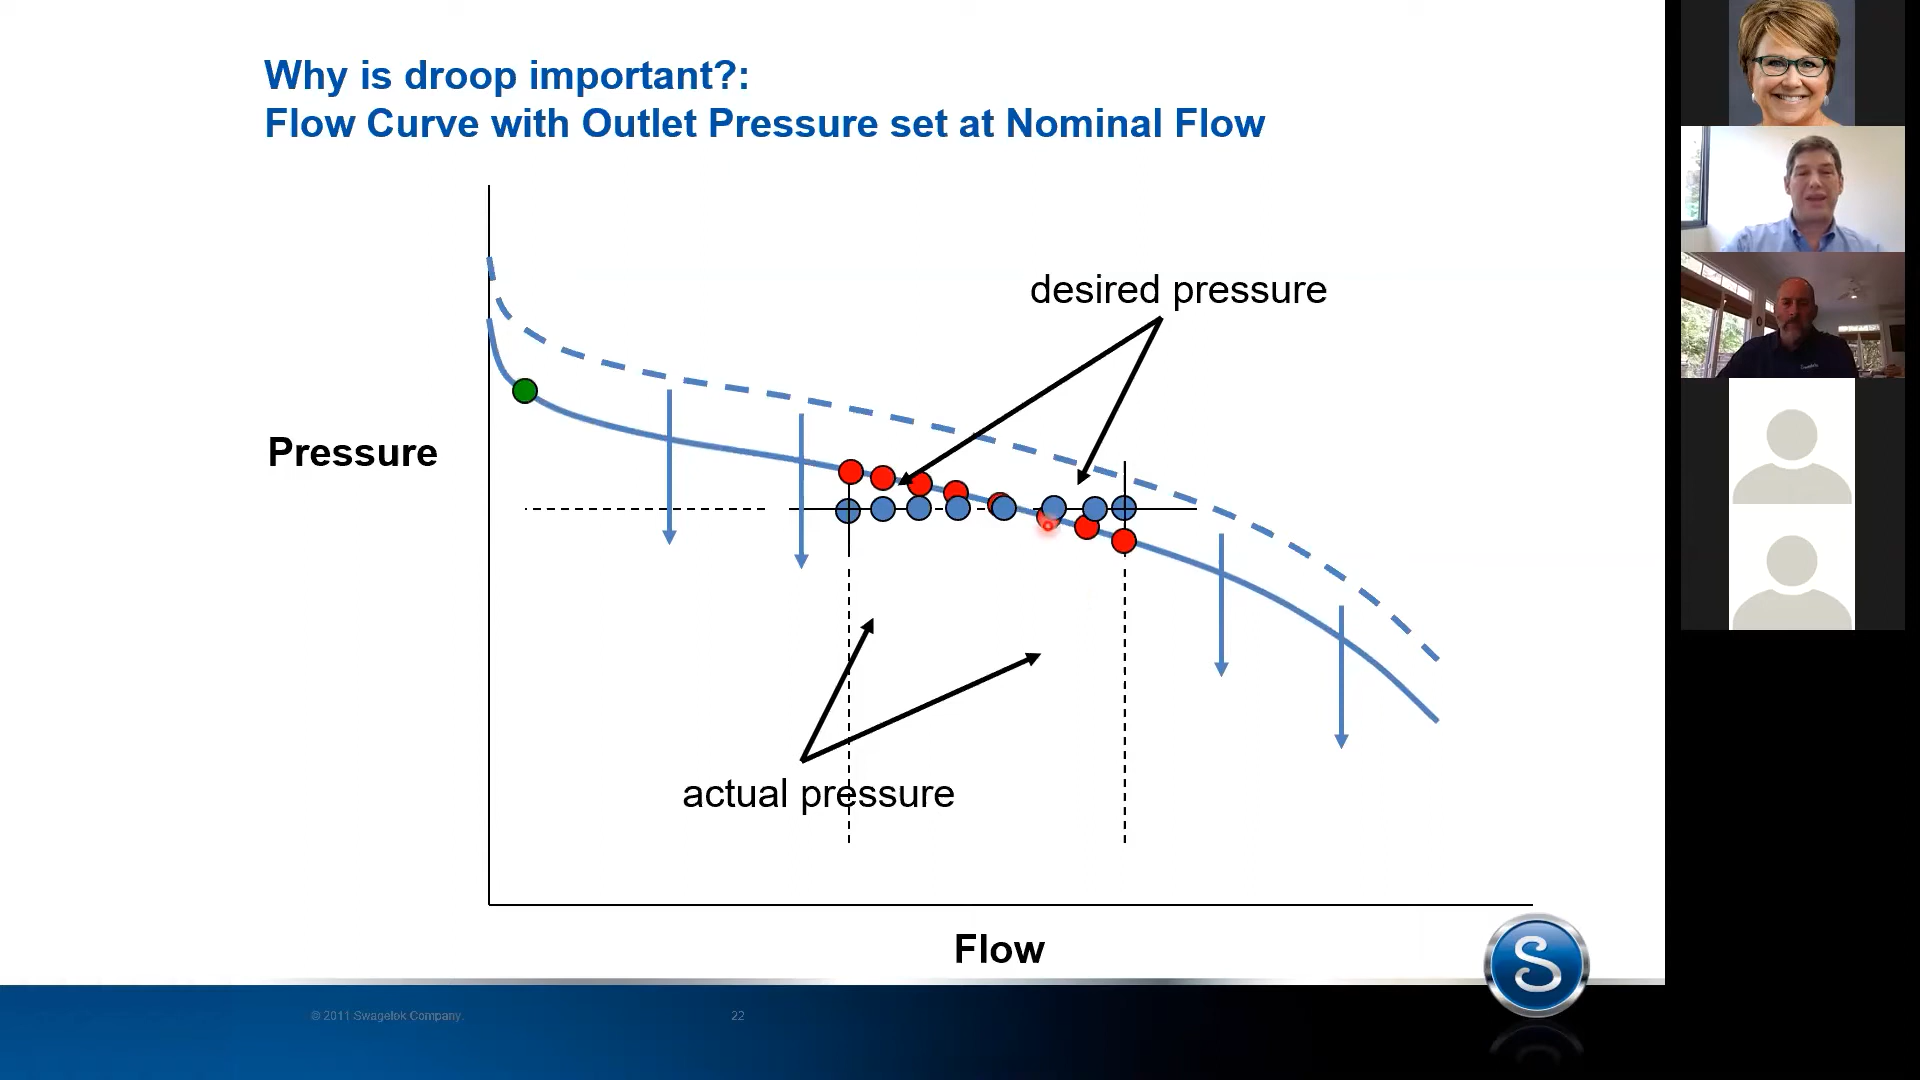 Why is droop important?:
Flow Curve with Outlet Pressure set at Nominal Flow
desired pressure
Pressure
actual pressure
Flow
S
© 2011 Swagelok Company.
22